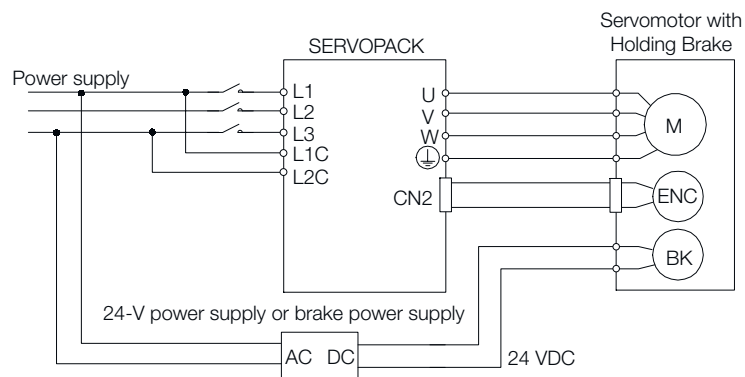 Servomotor with
Holding Brake
SERVOPACK
Power supply
L1
L2
L3
L1C
L2C
U
V
W
CN2
M
ENC
BK
24-V power supply or brake power supply
AC DC
24 VDC